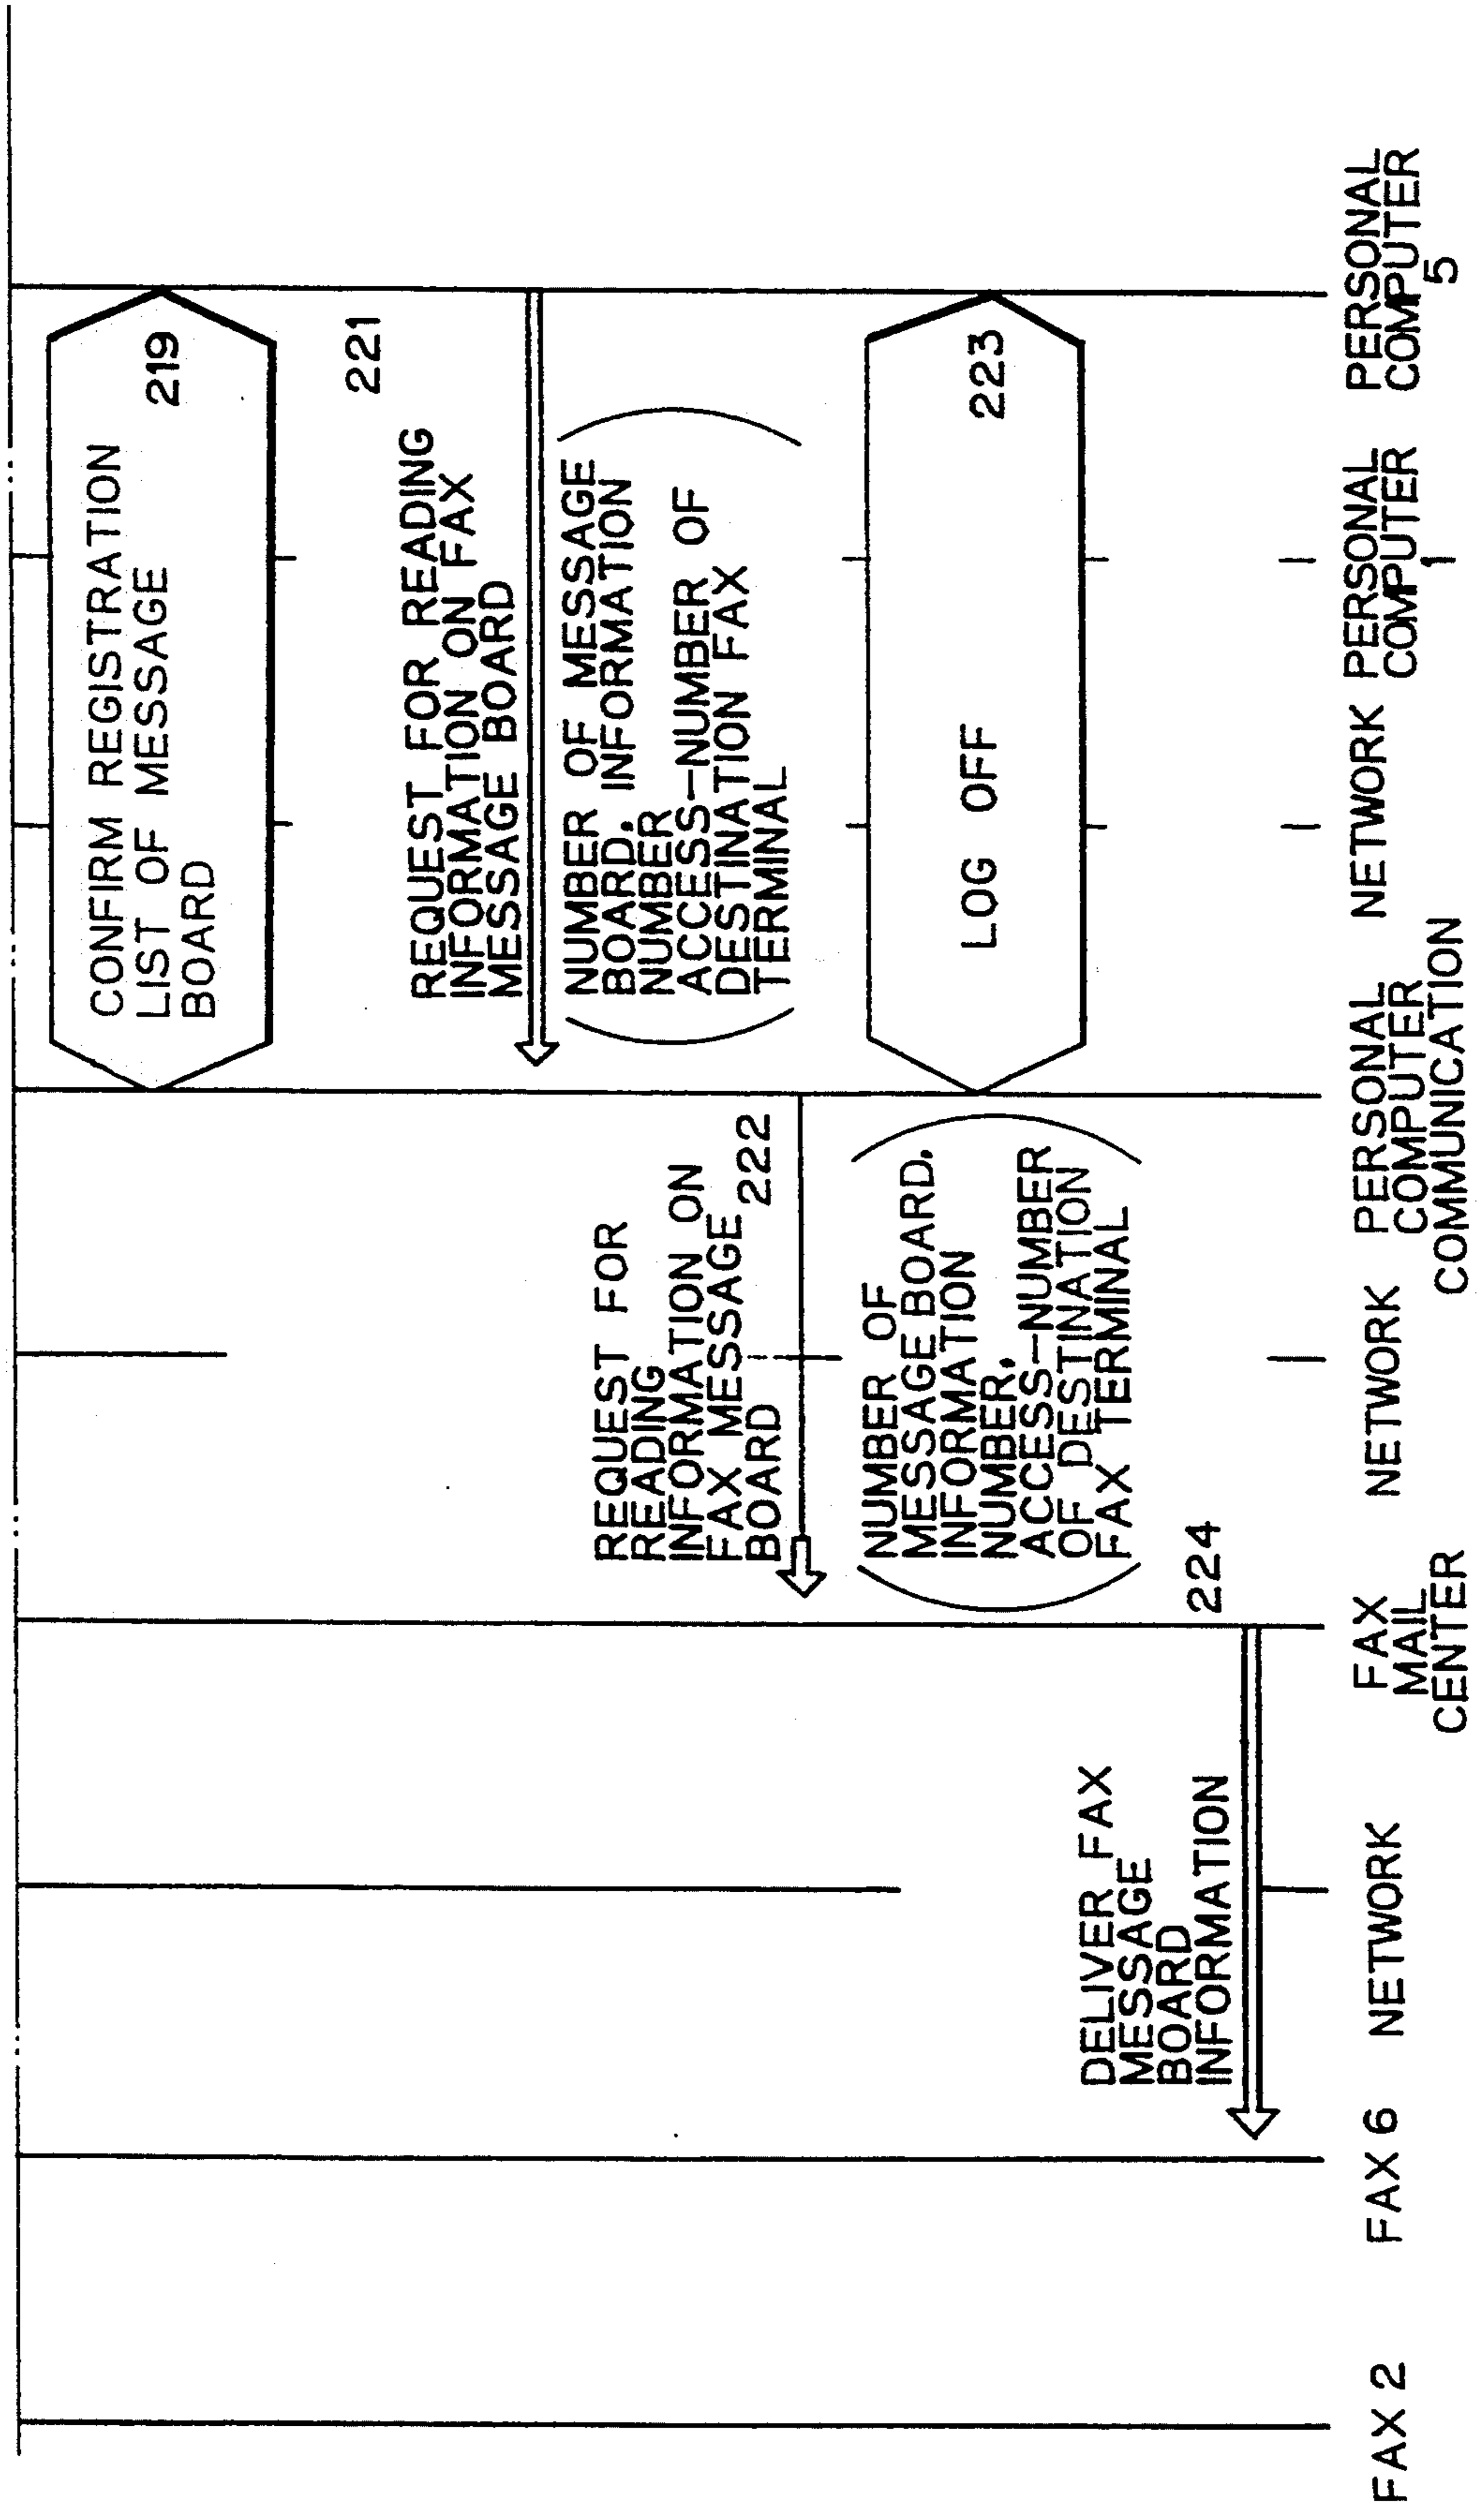 CONFIRM REGISTRATION
LIST OF MESSAGE
BOARD
219
221
REQUEST FOR READING
INFORMATION ON FAX
MESSAGE BOARD
NUMBER OF MESSAGE
BOARD, INFORMATION
NUMBER
ACCESS-NUMBER OF
DESTINATION FAX
TERMINAL
REQUEST FOR
READING
INFORMATION ON
FAX MESSAGE
BOARD
222
NUMBER OF
MESSAGE BOARD,
INFORMATION
NUMBER,
ACCESS-NUMBER
OF DESTINATION
FAX TERMINAL
LOG OFF
223
224
DELIVER FAX
MESSAGE
BOARD
INFORMATION
FAX 2
FAX 6
NETWORK
FAX
MAIL
CENTER
NETWORK
PERSONAL
COMPUTER
COMMUNICATION
NETWORK
PERSONAL
COMPUTER
1
PERSONAL
COMPUTER
5